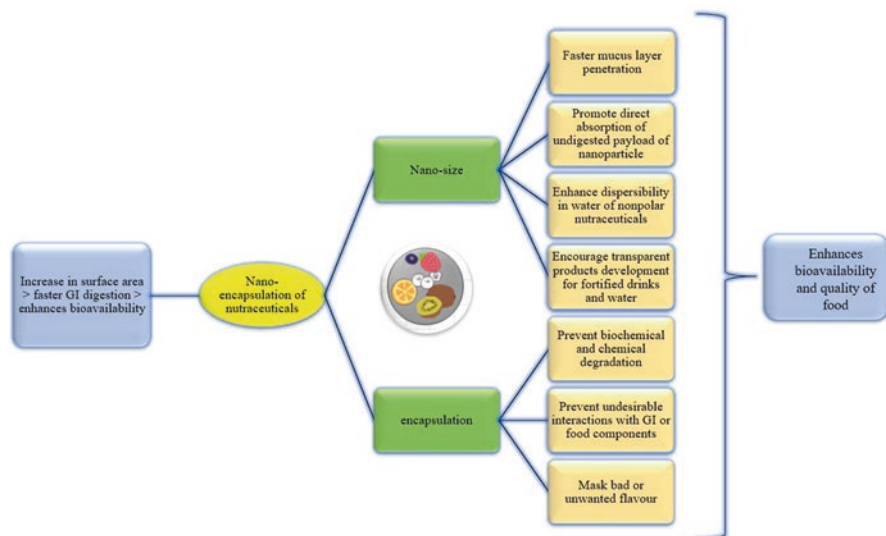 Increase in surface area
> faster GI digestion >
enhances bioavailability
Nano-
encapsulation of
nutraceuticals
Nano-size
encapsulation
Faster mucus layer
penetration
Promote direct
absorption of
undigested payload of
nanoparticle
Enhance dispersibility
in water of nonpolar
nutraceuticals
Encourage transparent
products development
for fortified drinks and
water
Prevent biochemical
and chemical
degradation
Prevent undesirable
interactions with GI or
food components
Mask bad or
unwanted flavour
Enhances
bioavailability
and quality of
food